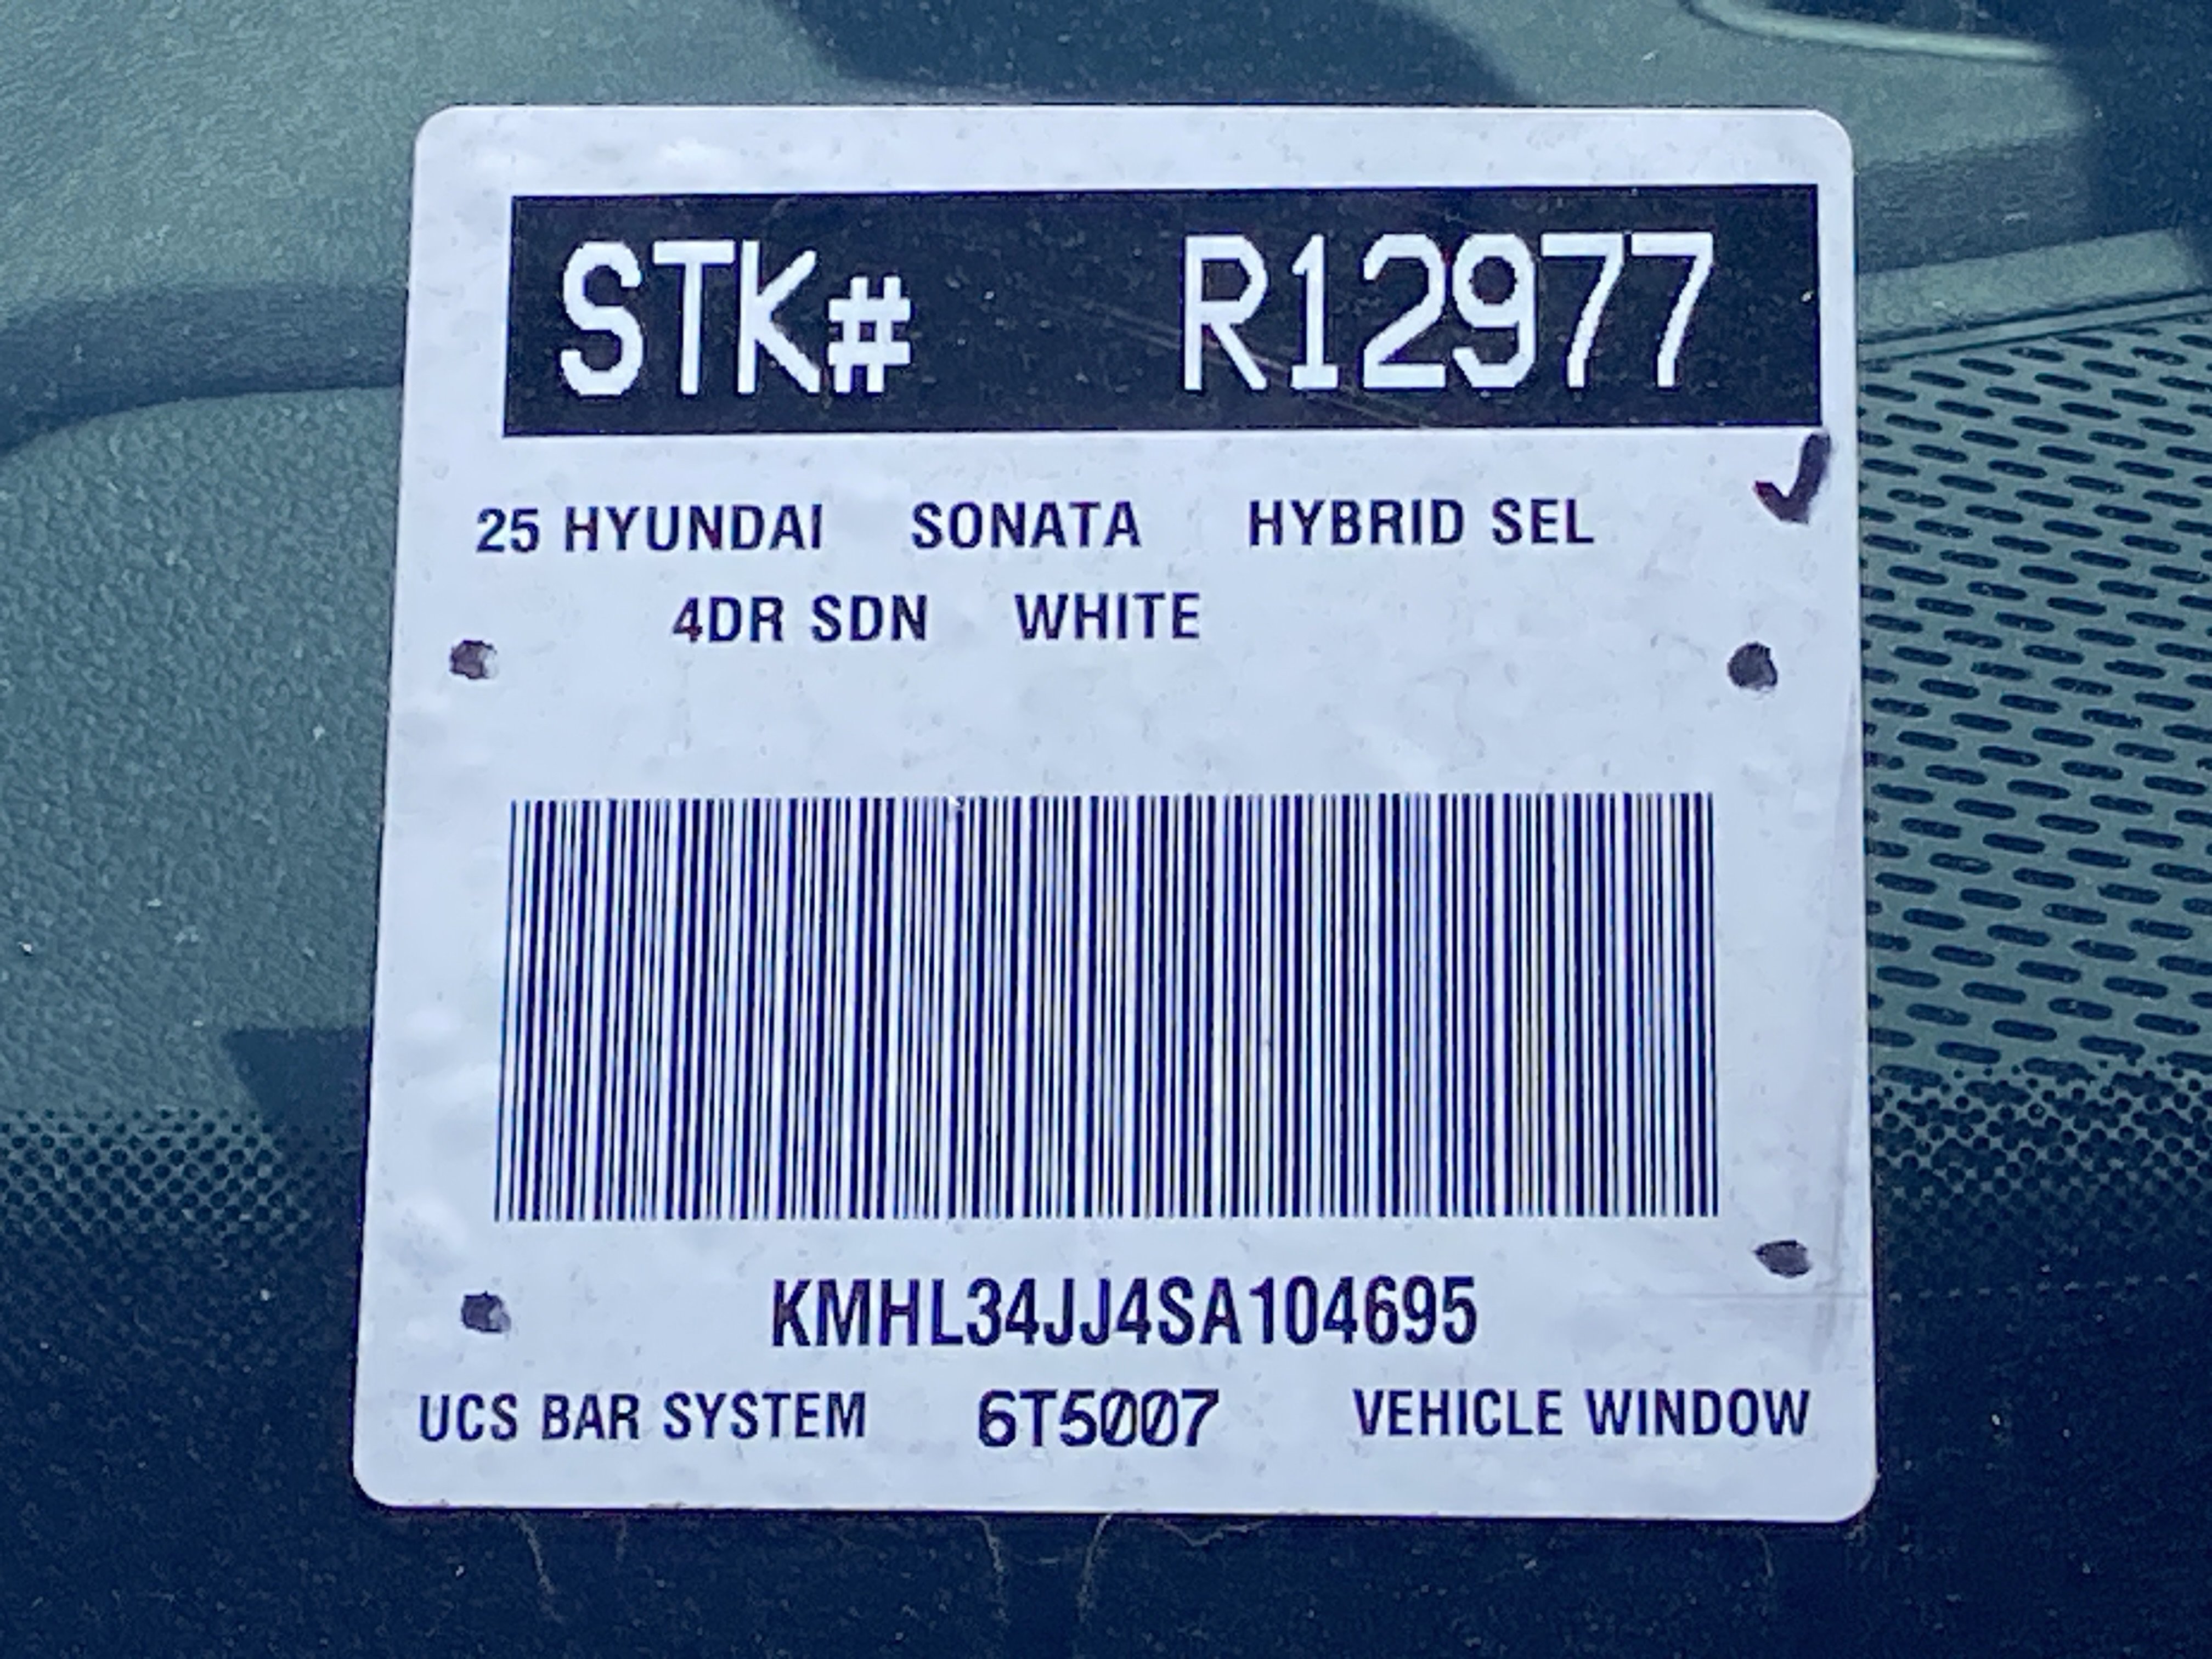 STK# R12977
25 HYUNDAI SONATA HYBRID SEL
4DR SDN WHITE
KMHL34JJ4SA104695
UCS BAR SYSTEM 6T5007 VEHICLE WINDOW